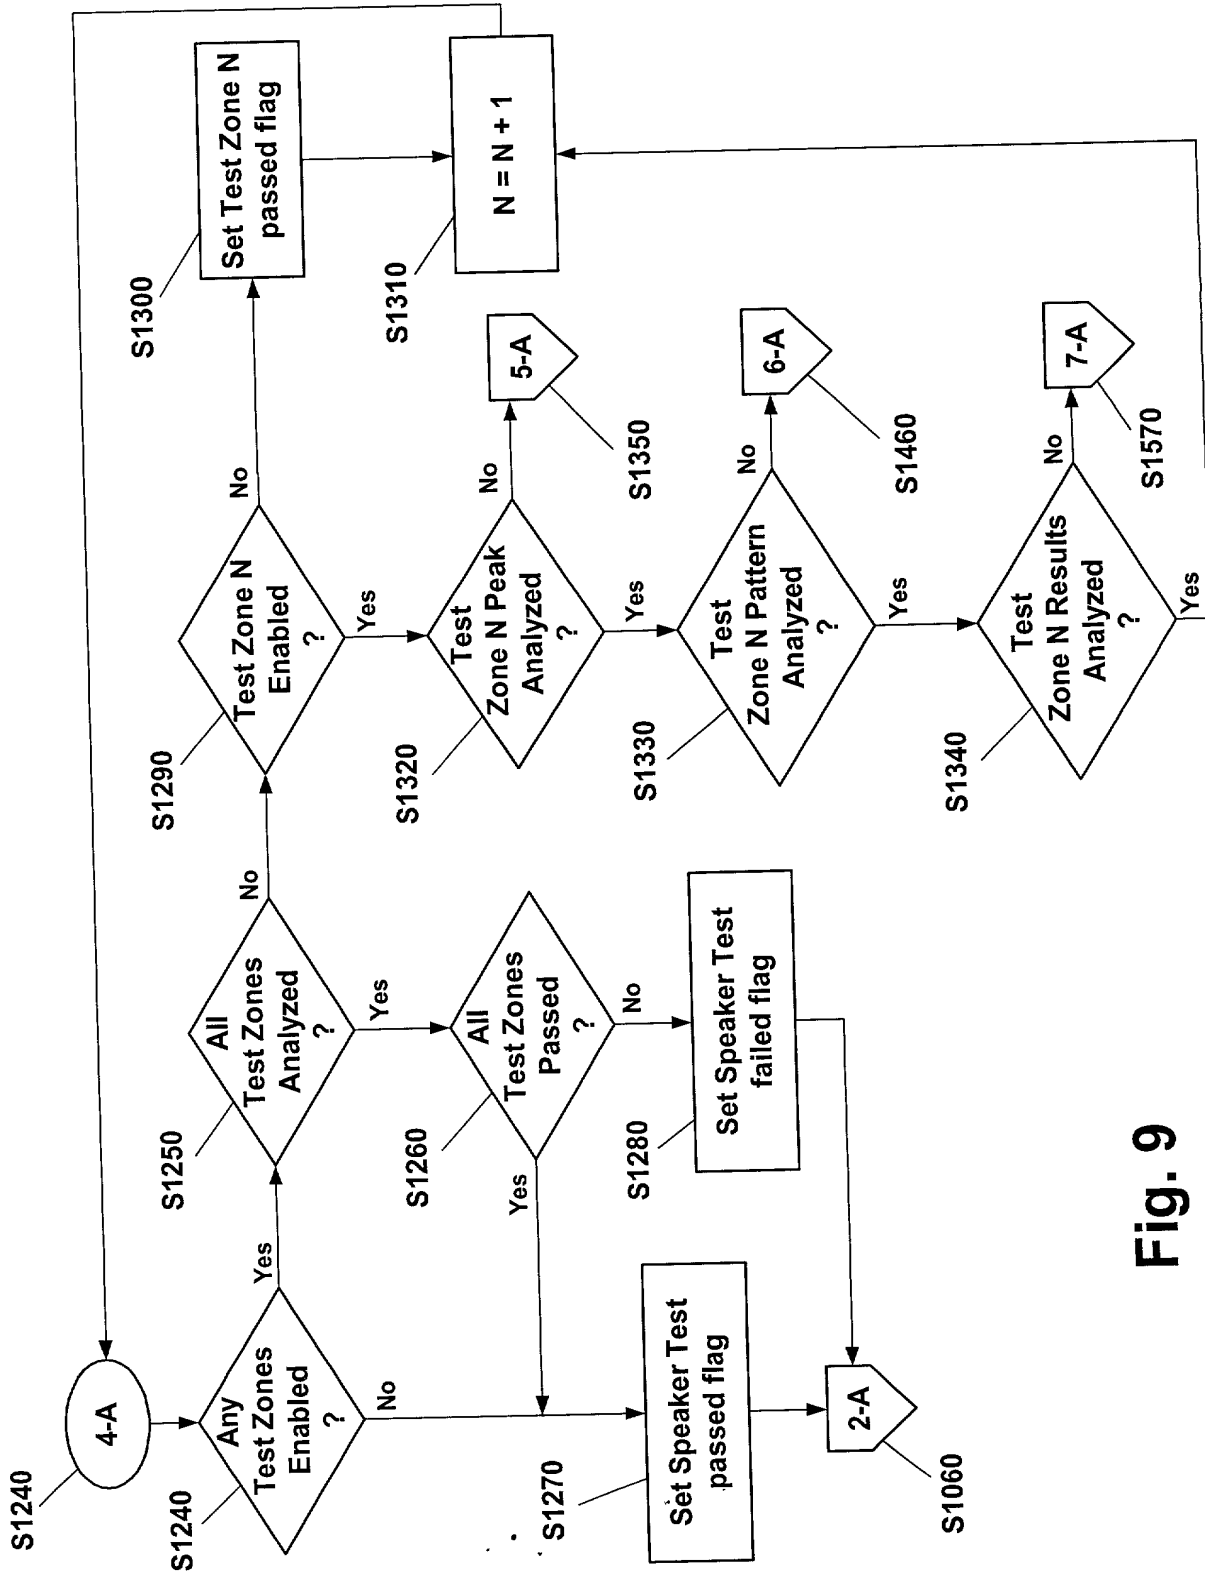 S1240
4-A
S1240
Any
Test Zones
Enabled
?
Yes
No
S1250
All
Test Zones
Analyzed
?
No
Yes
S1260
All
Test Zones
Passed
?
Yes
No
S1270
Set Speaker Test
passed flag
S1280
Set Speaker Test
failed flag
2-A
S1060
S1290
Test Zone N
Enabled
?
No
Yes
S1300
Set Test Zone N
passed flag
S1310
N = N + 1
S1320
Test
Zone N Peak
Analyzed
?
No
Yes
5-A
S1350
S1330
Test
Zone N Pattern
Analyzed
?
No
Yes
6-A
S1460
S1340
Test
Zone N Results
Analyzed
?
No
Yes
7-A
S1570
Fig. 9